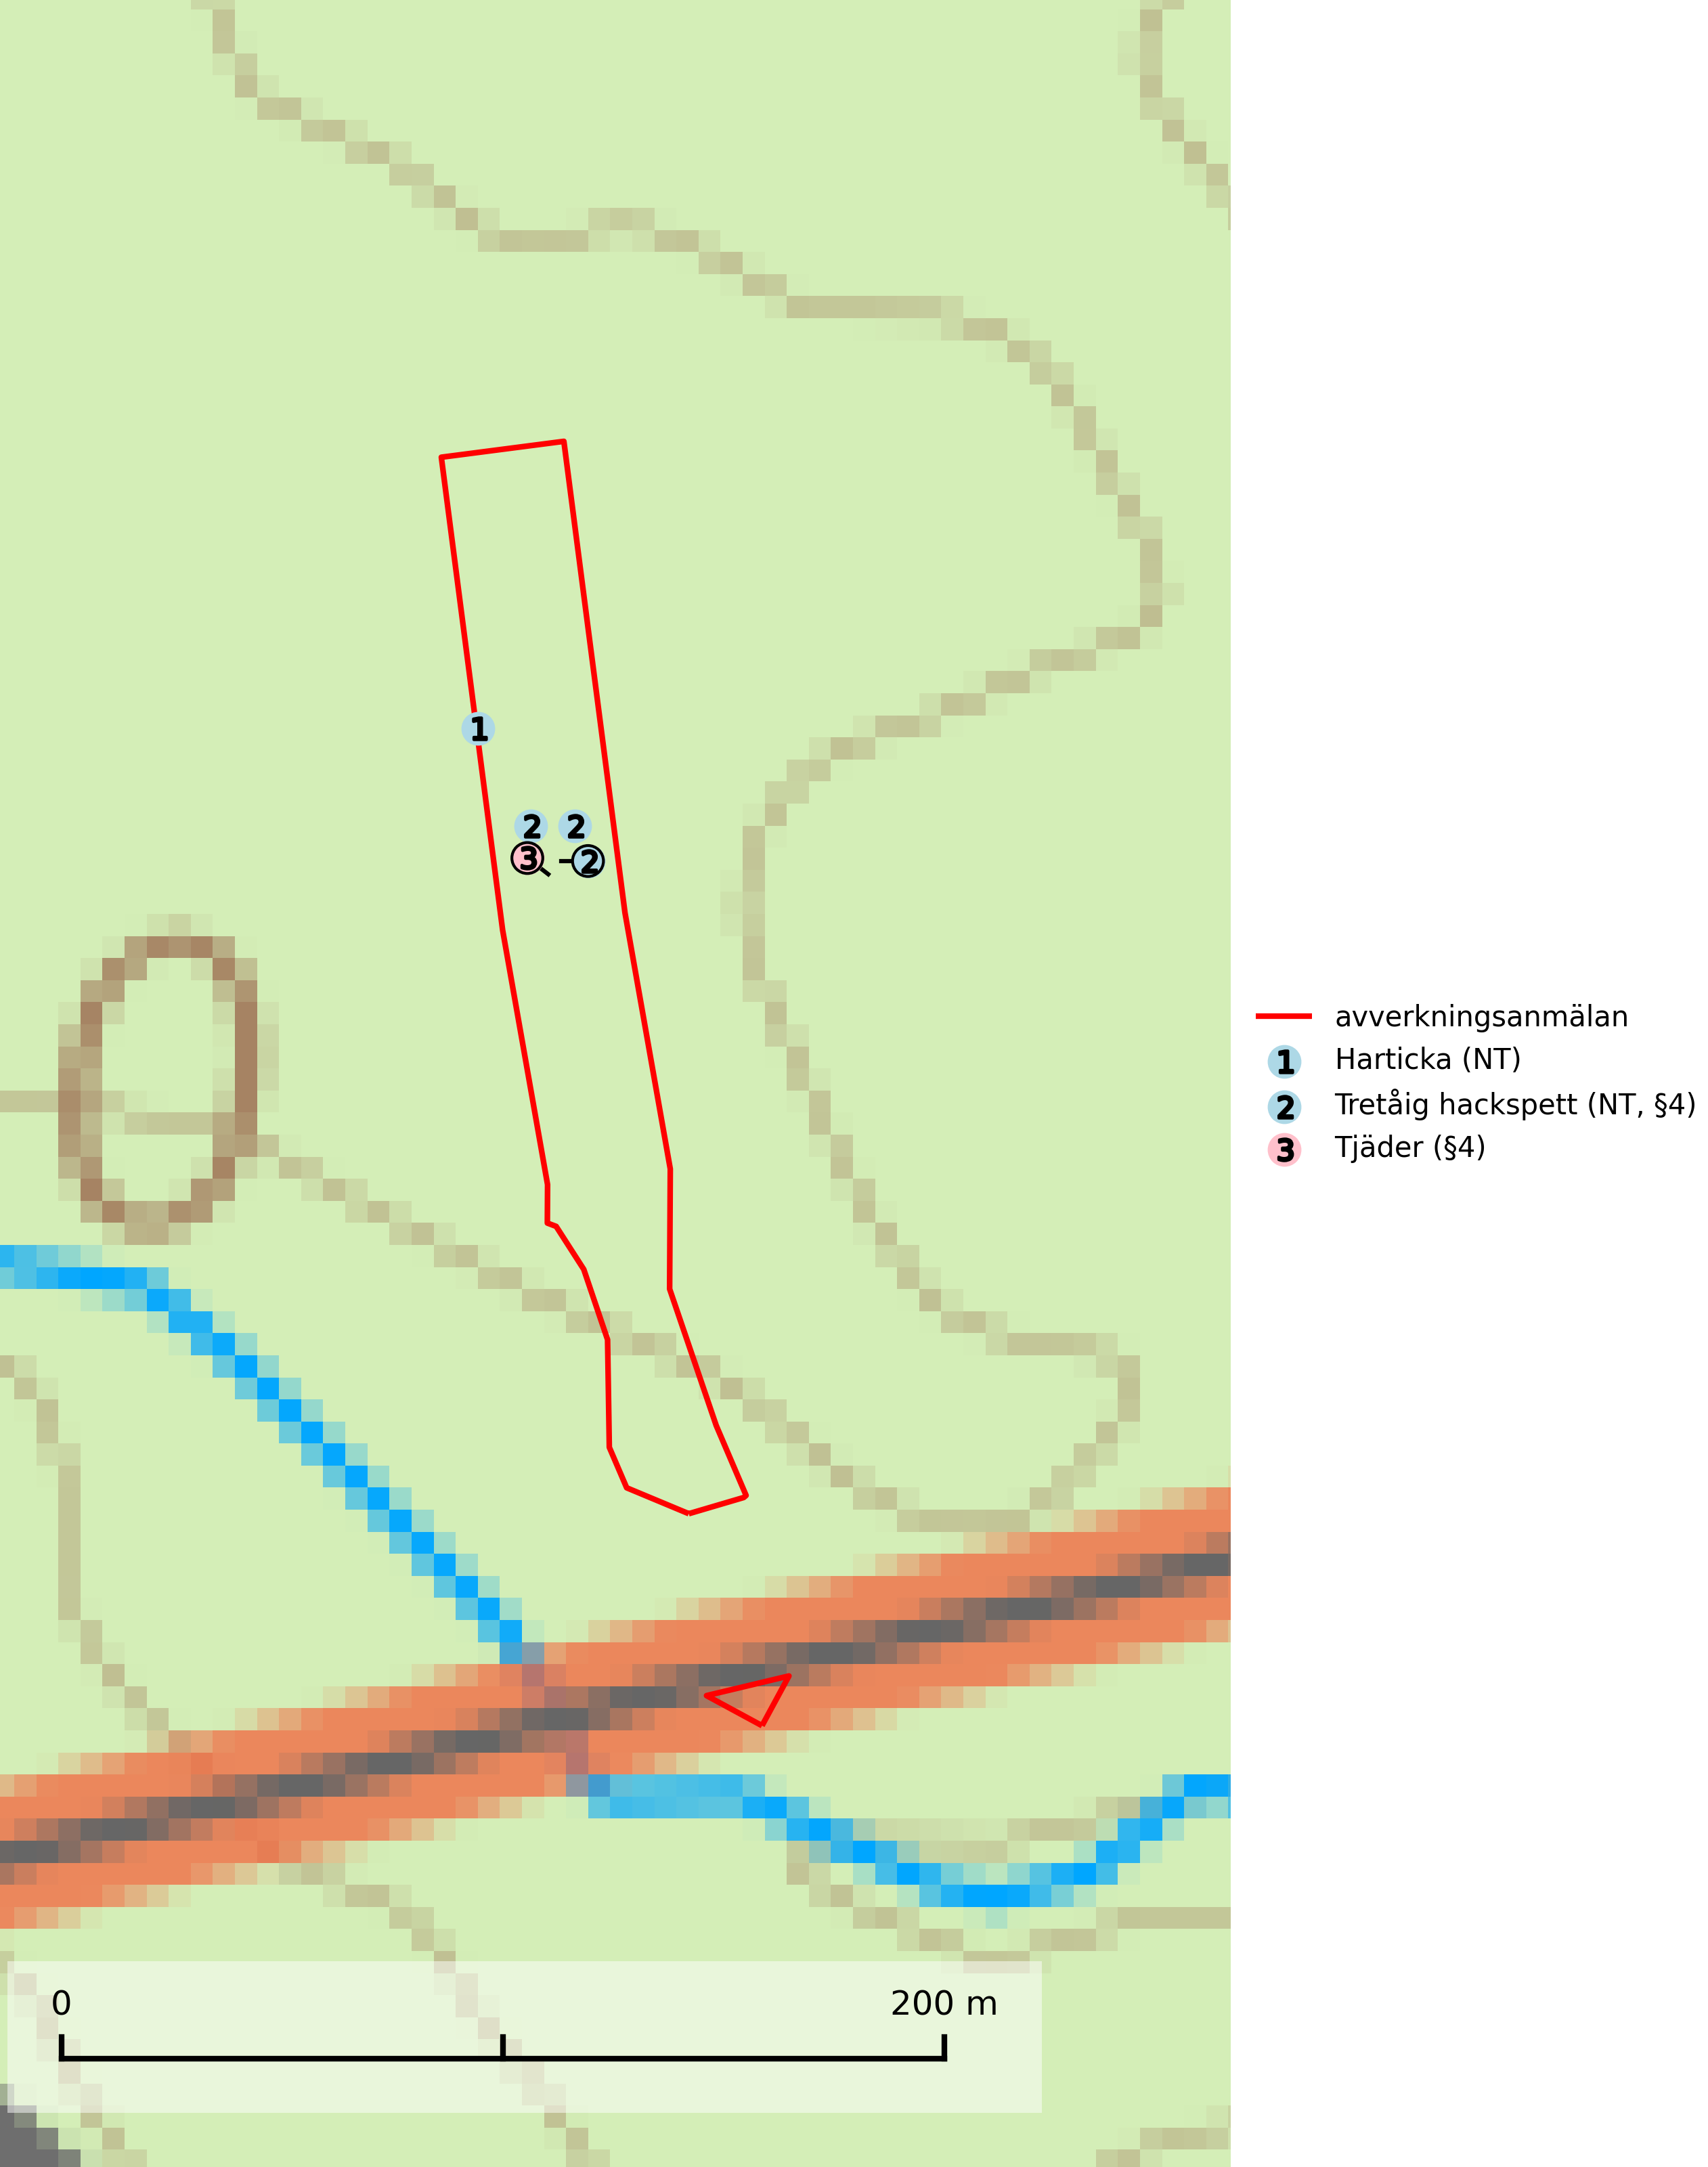 1
2 2
3 2
avverkningsanmälan
1 Harticka (NT)
2 Tretåig hackspett (NT, §4)
3 Tjäder (§4)
0 200 m